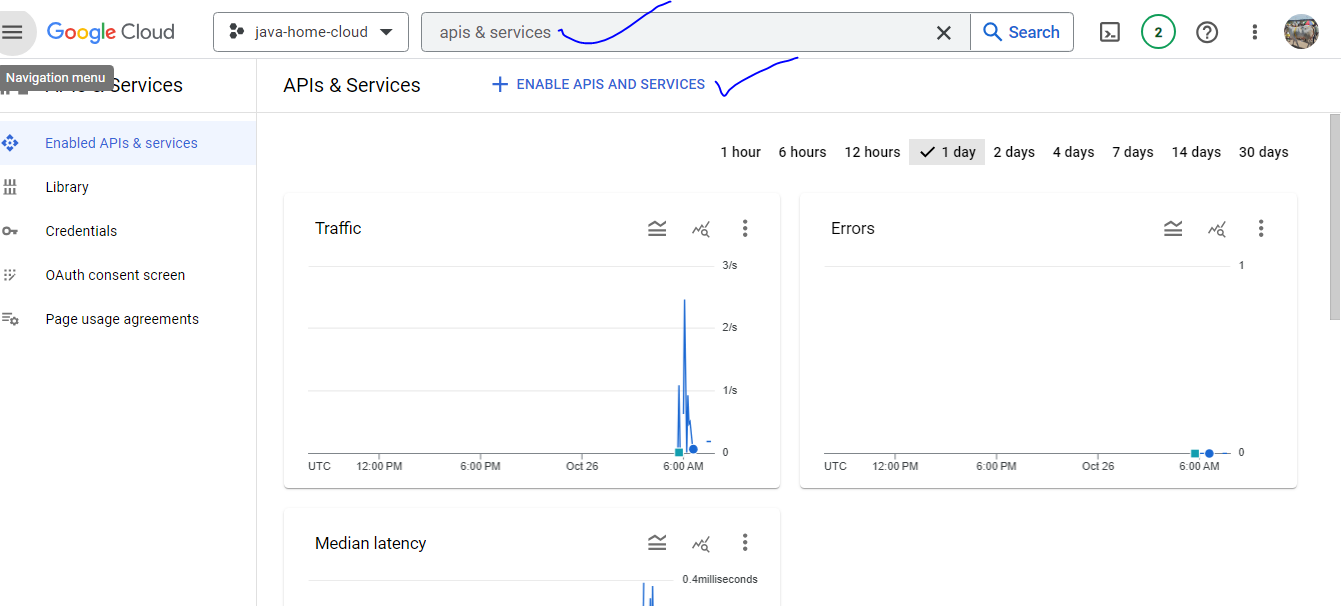 Google Cloud
java-home-cloud
apis & services
Search
2
Navigation menu
APIs & Services
APIs & Services
ENABLE APIS AND SERVICES
Enabled APIs & services
Library
Credentials
OAuth consent screen
Page usage agreements
1 hour 6 hours 12 hours 1 day 2 days 4 days 7 days 14 days 30 days
Traffic
3/s
2/s
1/s
0
UTC 12:00 PM 6:00 PM Oct 26 6:00 AM
Errors
1
0
UTC 12:00 PM 6:00 PM Oct 26 6:00 AM
Median latency
0.4milliseconds